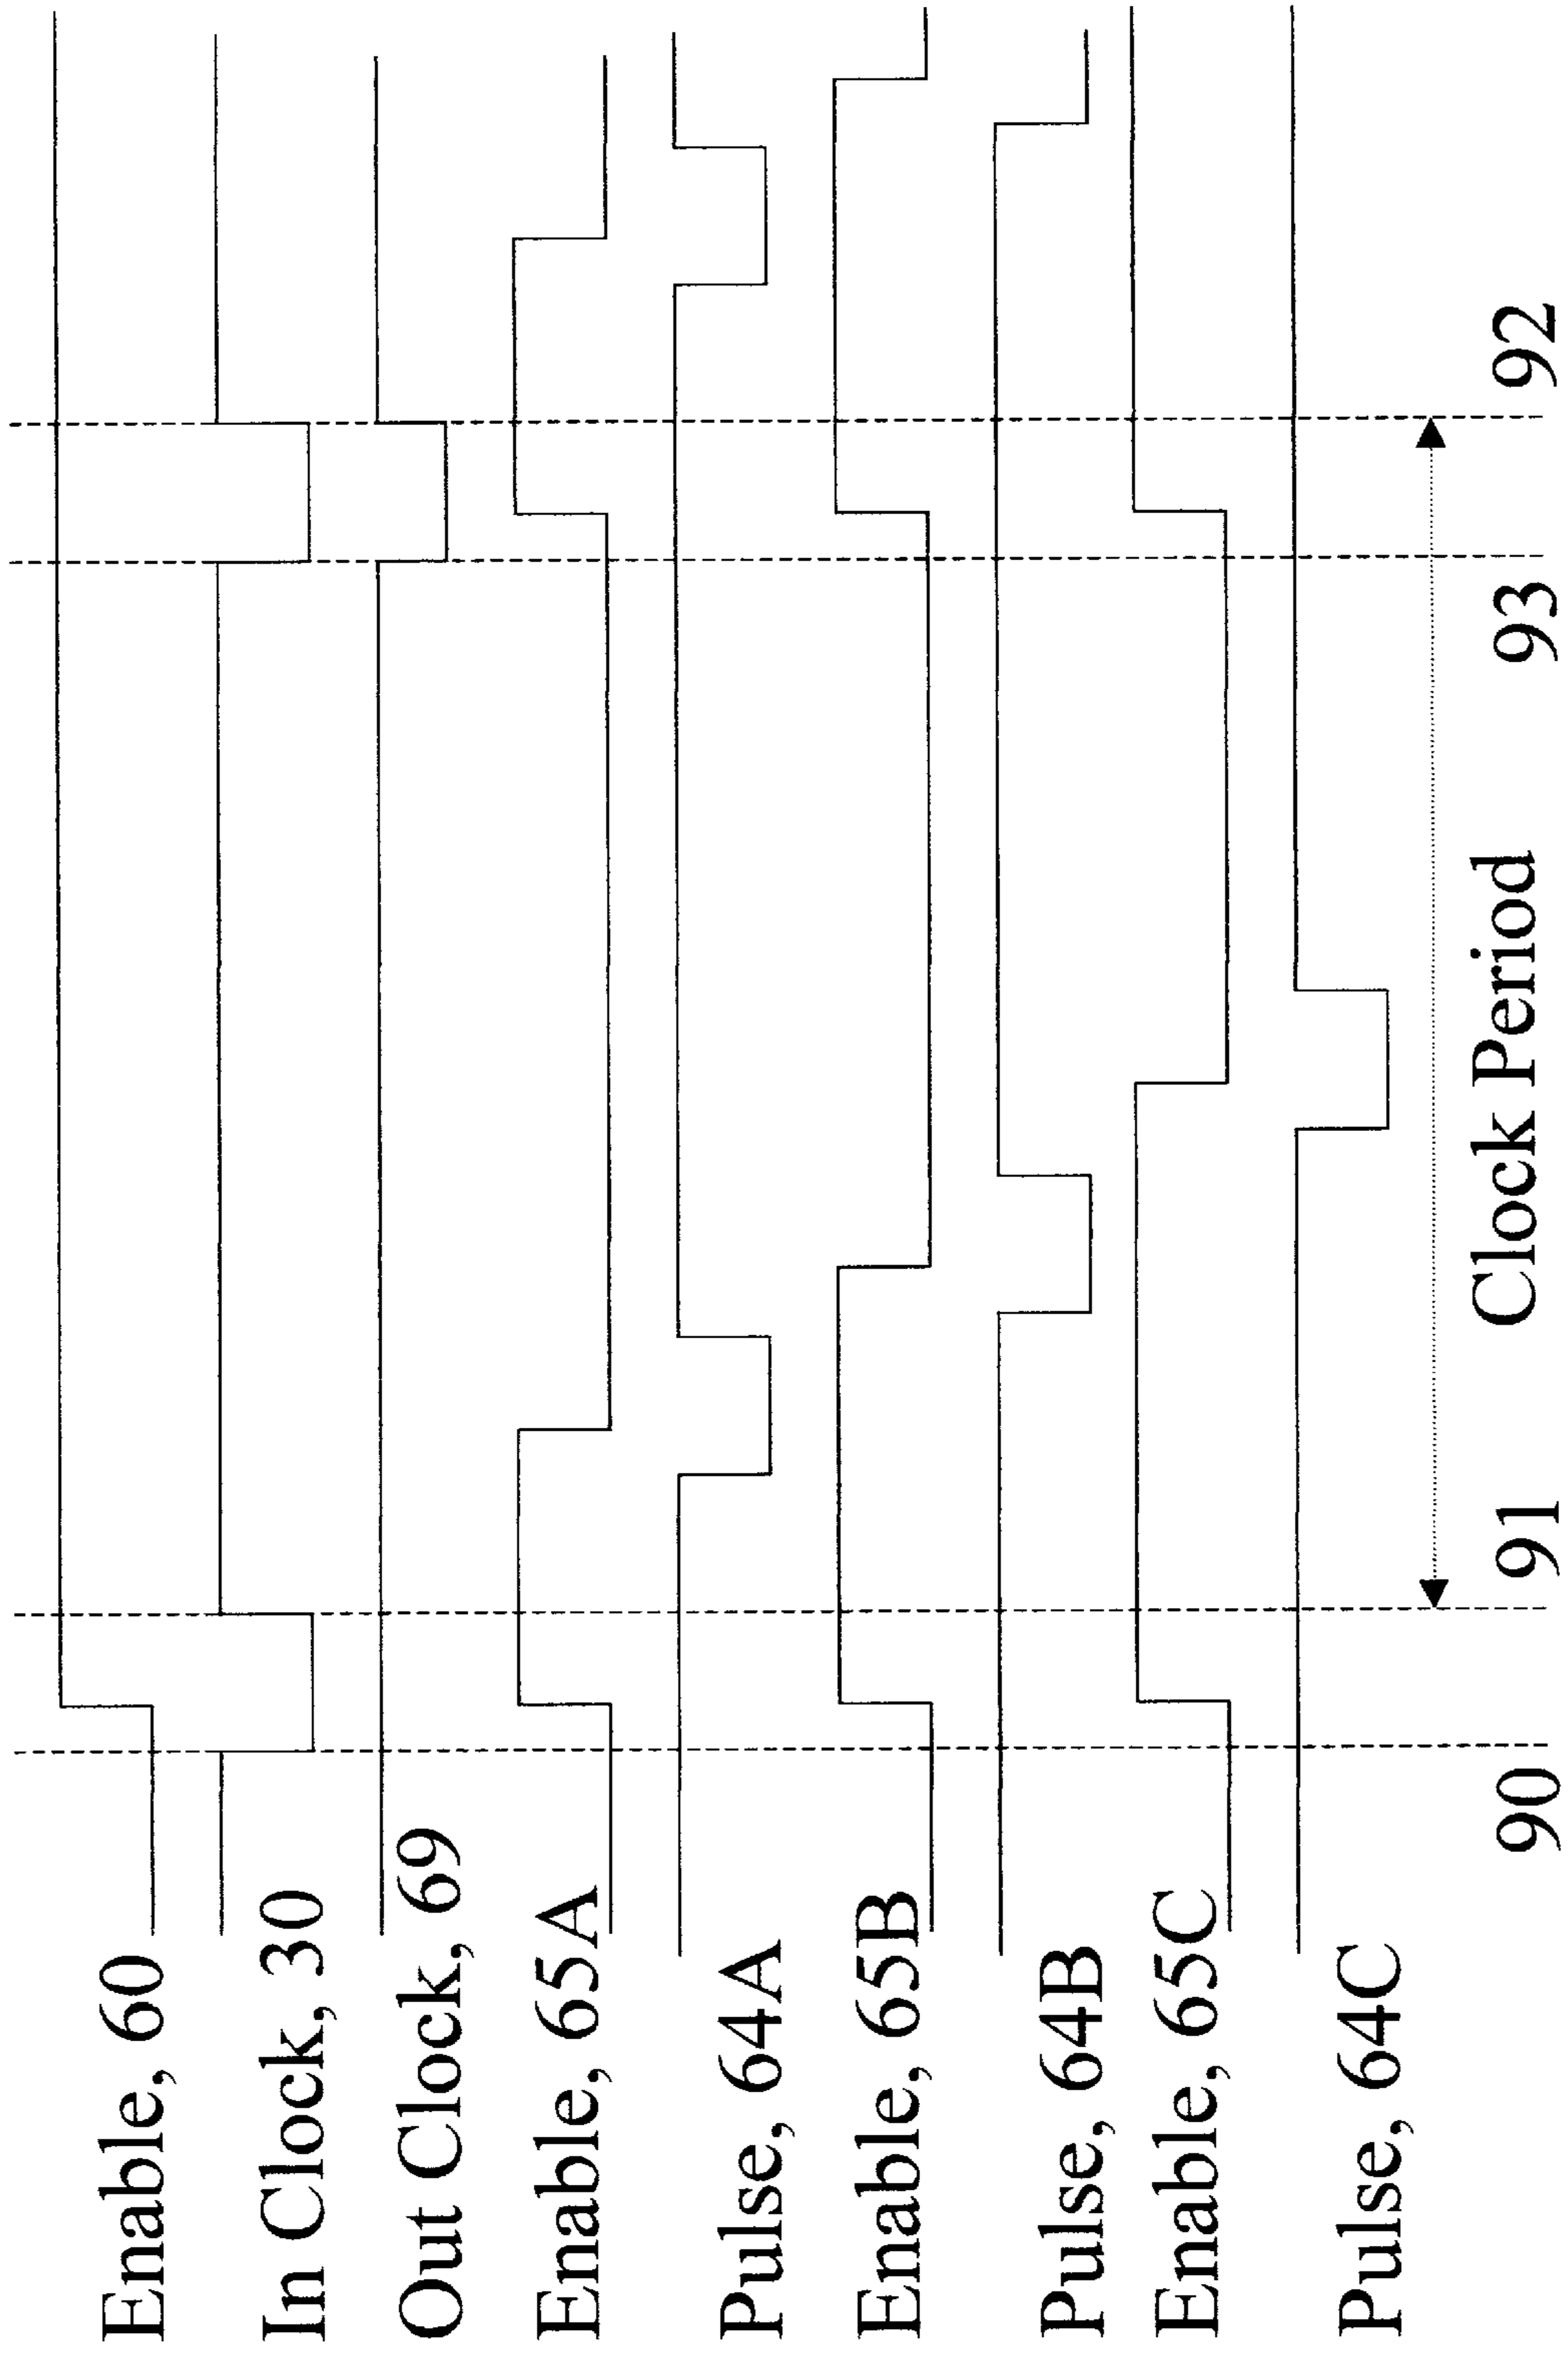 Enable, 60
In Clock, 30
Out Clock, 69
Enable, 65A
Pulse, 64A
Enable, 65B
Pulse, 64B
Enable, 65C
Pulse, 64C
Clock Period
90 91 93 92